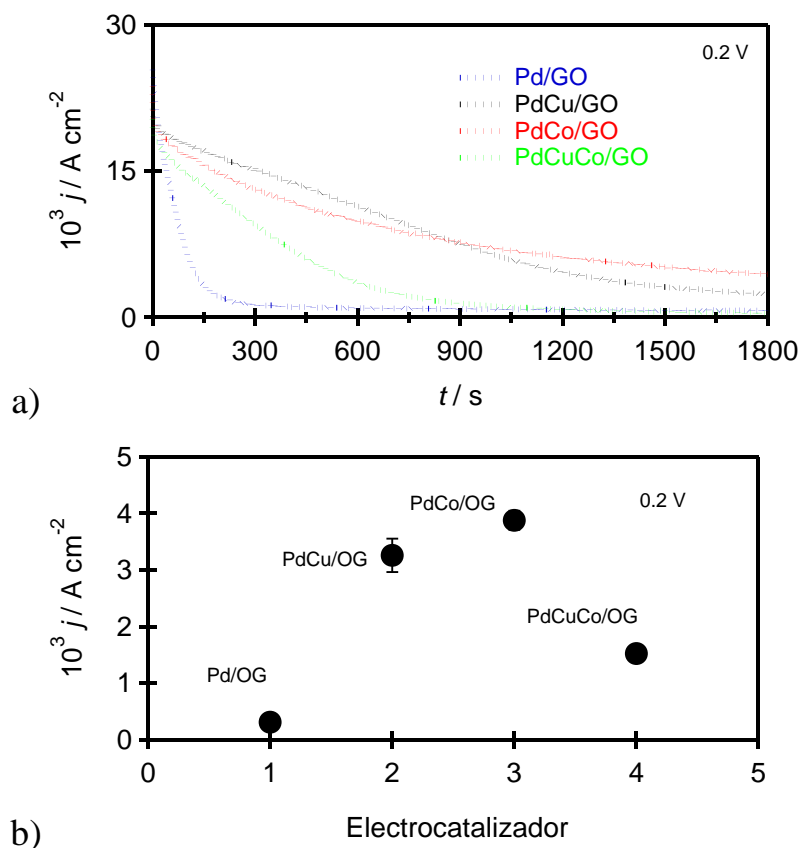 30
0.2 V
Pd/GO
PdCu/GO
PdCo/GO
PdCuCo/GO
15
10³ j / A cm⁻²
0
0 300 600 900 1200 1500 1800
t / s
a)
5
PdCo/OG
0.2 V
4
PdCu/OG
3
PdCuCo/OG
10³ j / A cm⁻²
2
Pd/OG
1
0
0 1 2 3 4 5
Electrocatalizador
b)